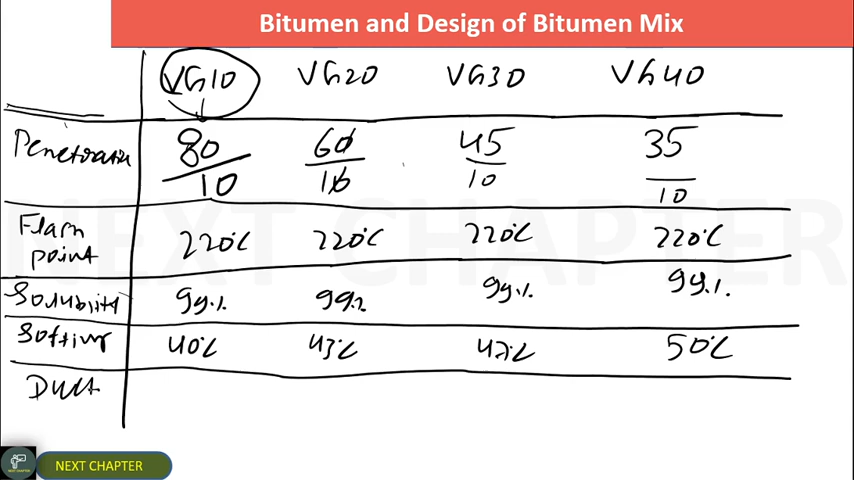 Bitumen and Design of Bitumen Mix
VG10 VG20 VG30 VG40
Penetration 80/10 60/10 45/10 35/10
Flash
point 220°C 220°C 220°C 220°C
Solubility 99% 99% 99% 99%
40°C 43°C 47°C 50°C
Duct
NEXT CHAPTER
NEXT CHAPTER